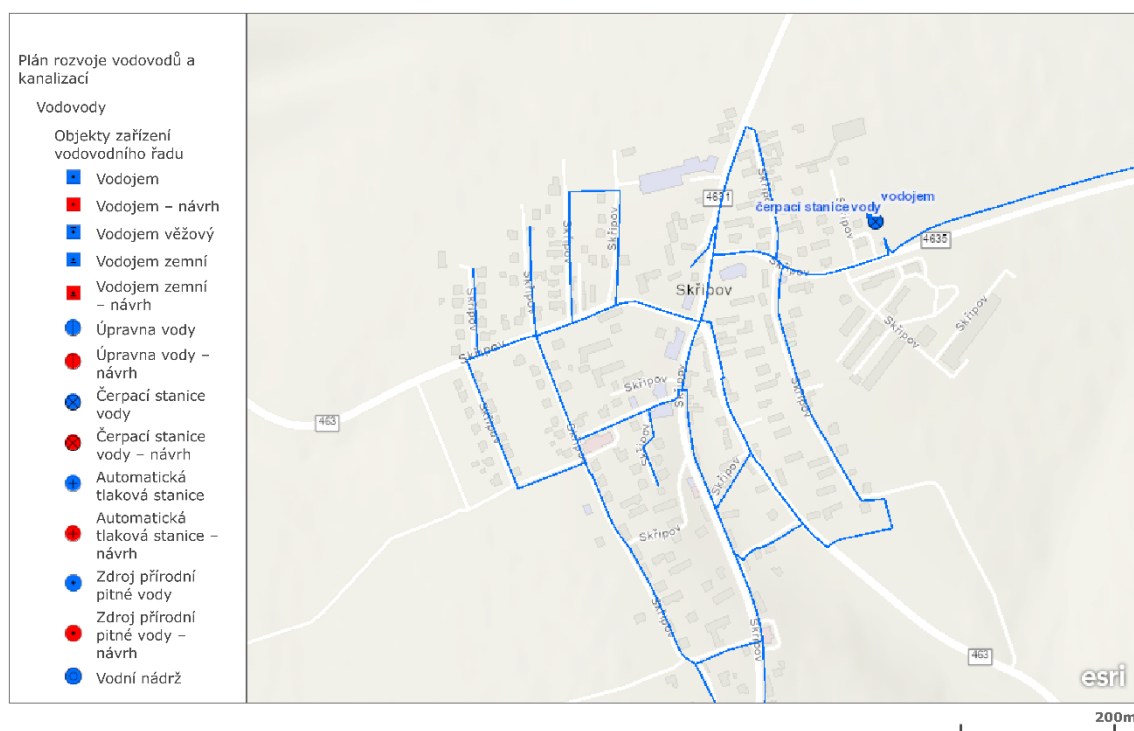 Plán rozvoje vodovodů a
kanalizací
Vodovody
Objekty zařízení
vodovodního řadu
Vodojem
Vodojem – návrh
Vodojem věžový
Vodojem zemní
Vodojem zemní
– návrh
Úpravna vody
Úpravna vody –
návrh
Čerpací stanice
vody
Čerpací stanice
vody – návrh
Automatická
tlaková stanice
Automatická
tlaková stanice –
návrh
Zdroj přírodní
pitné vody
Zdroj přírodní
pitné vody –
návrh
Vodní nádrž
4631
Skřipov
vodojem
čerpací stanice vody
Skřipov
Skřipov
Skřipov
4635
Skřipov
Skřipov
Skřipov
Skřipov
Skřipov
Skřipov
Skřipov
Skřipov
Skřipov
Skřipov
Skřipov
463
Skřipov
Skřipov
Skřipov
Skřipov
Skřipov
Skřipov
Skřipov
463
esri
200m